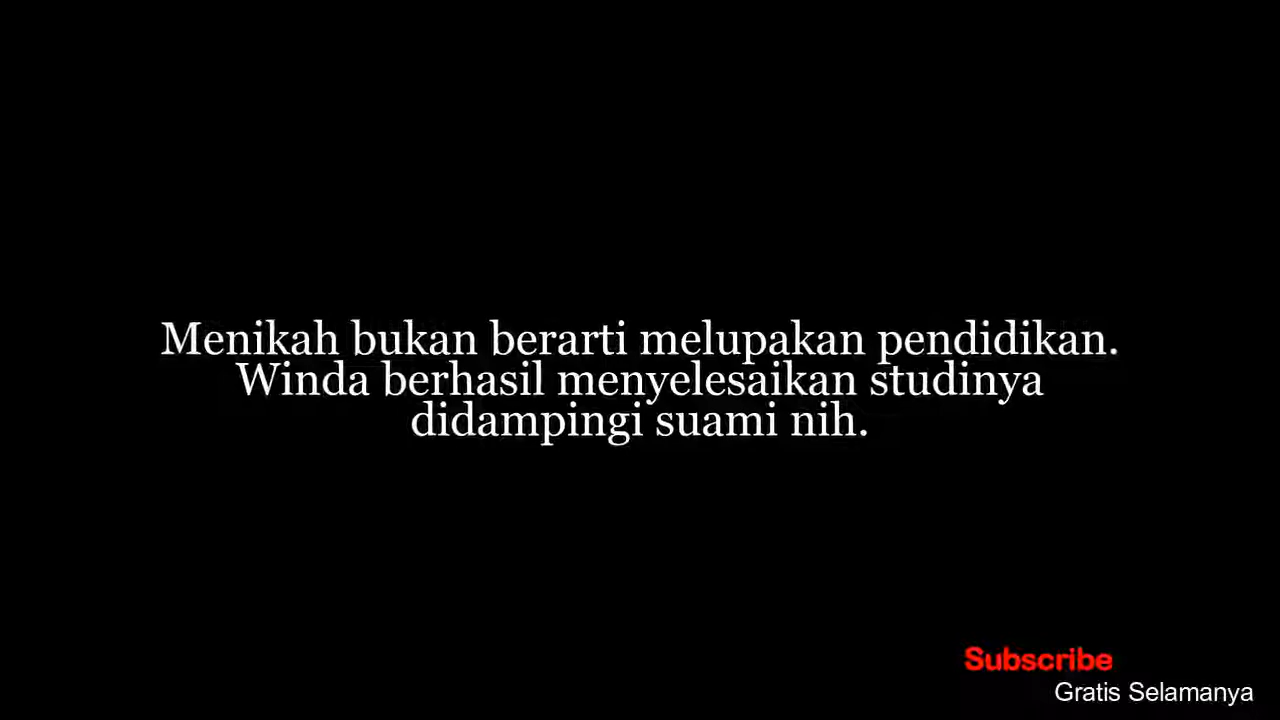 Menikah bukan berarti melupakan pendidikan.
Winda berhasil menyelesaikan studinya
didampingi suami nih.
Subscribe
Gratis Selamanya